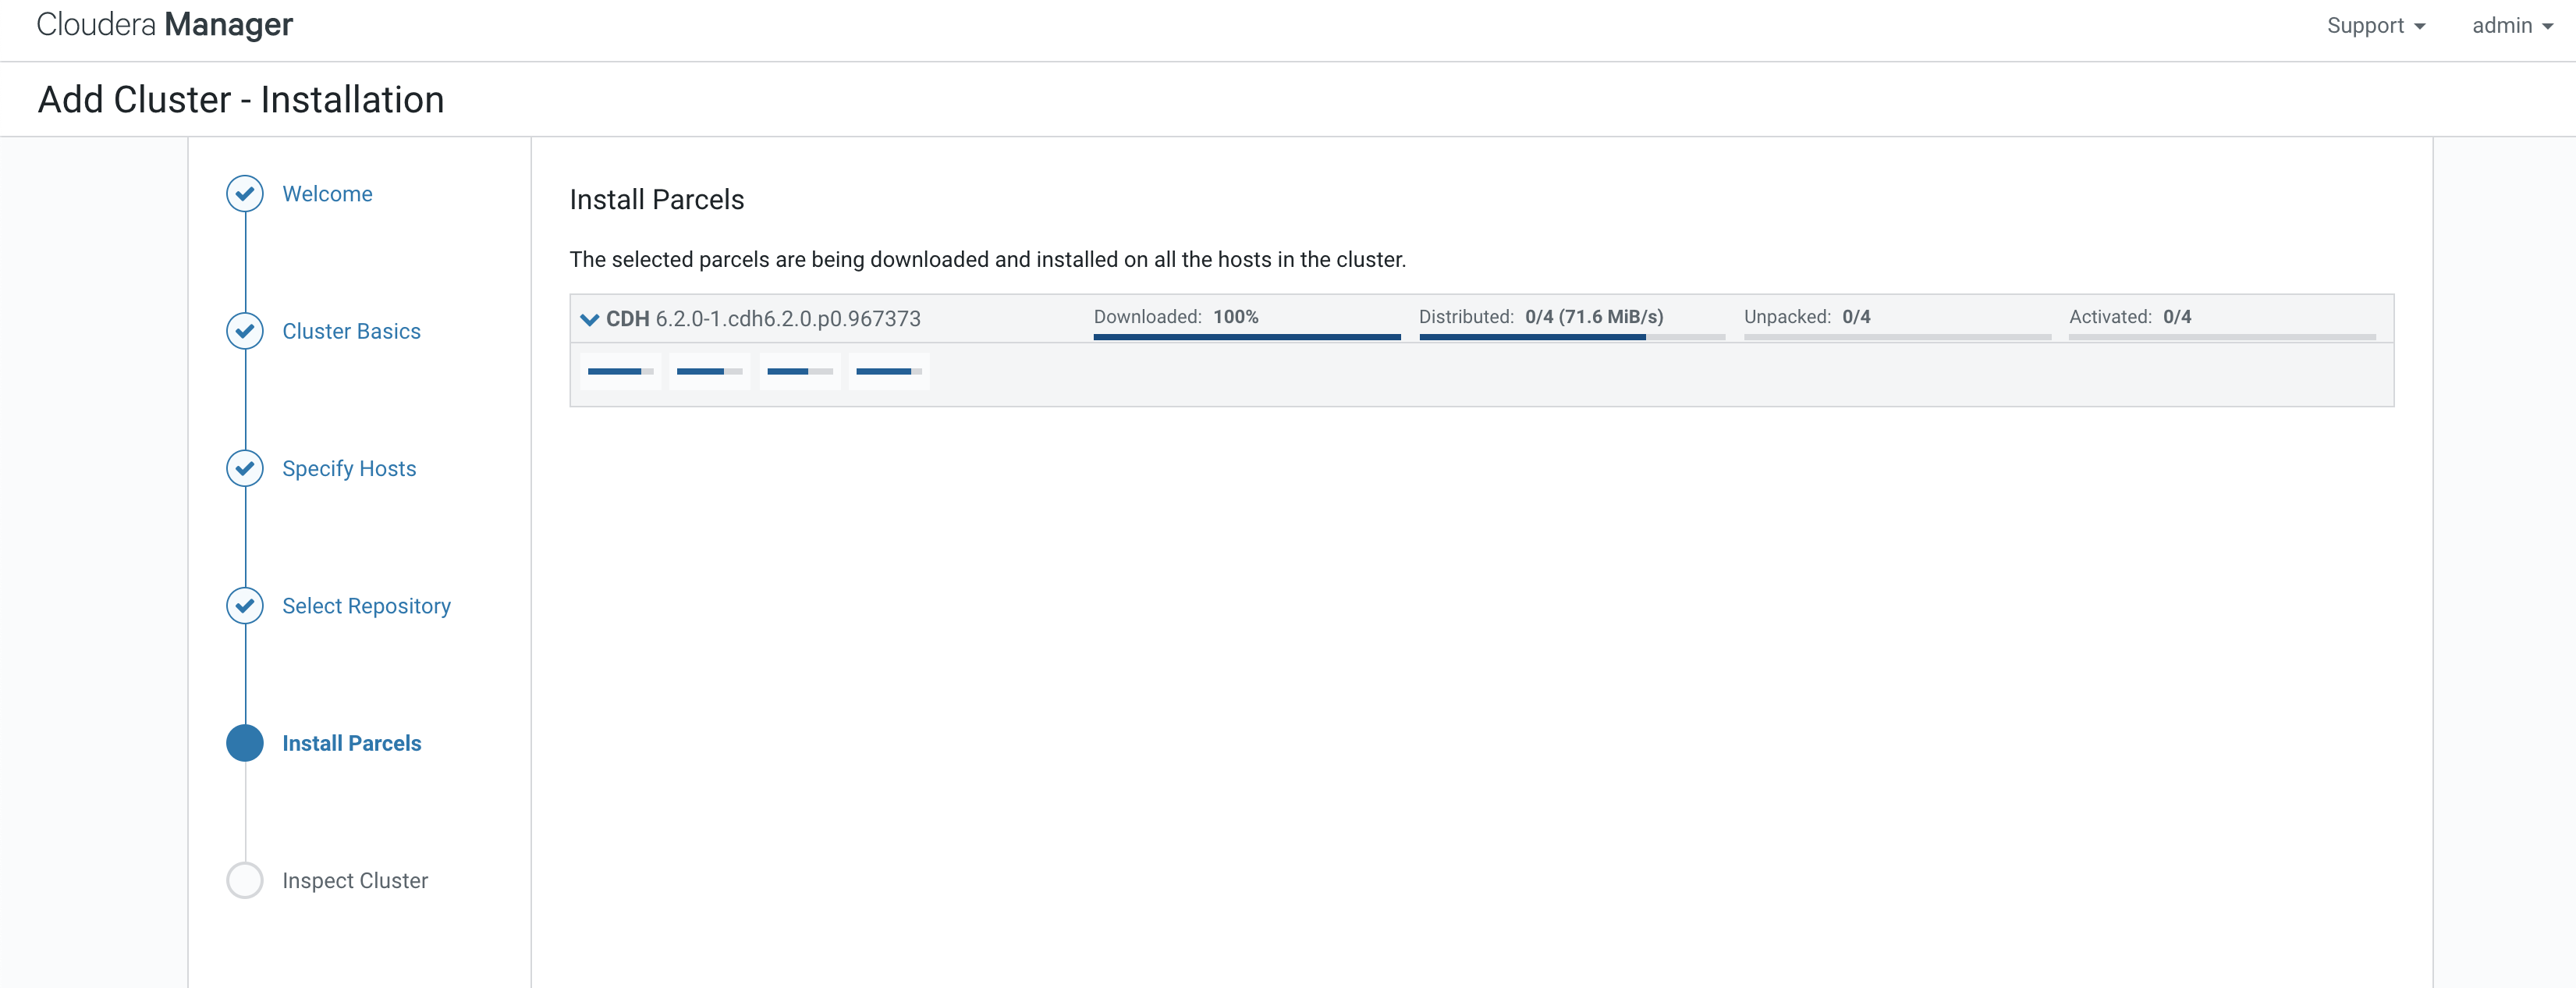 Cloudera Manager
Support
admin
Add Cluster - Installation
Welcome
Cluster Basics
Specify Hosts
Select Repository
Install Parcels
Inspect Cluster
Install Parcels
The selected parcels are being downloaded and installed on all the hosts in the cluster.
CDH 6.2.0-1.cdh6.2.0.p0.967373
Downloaded: 100%
Distributed: 0/4 (71.6 MiB/s)
Unpacked: 0/4
Activated: 0/4